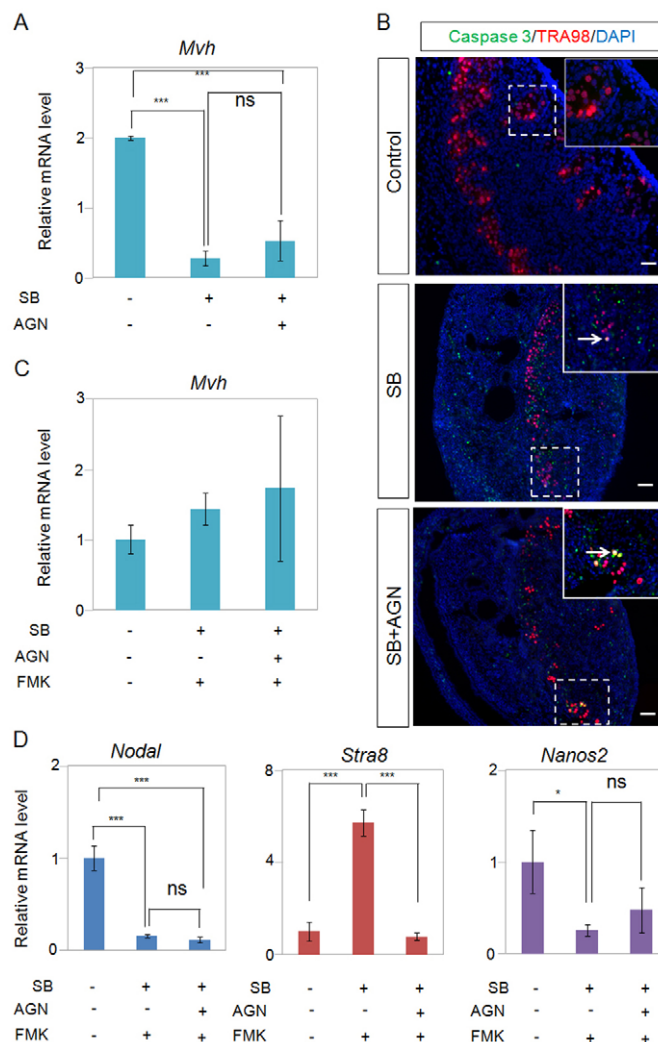 A
Mvh
Relative mRNA level
3
2
1
0
***
***
ns
SB - + +
AGN - - +
B
Caspase 3/TRA98/DAPI
Control
SB
SB+AGN
C
Mvh
Relative mRNA level
3
2
1
0
SB - + +
AGN - - +
FMK - + +
D
Nodal
Relative mRNA level
2
1
0
***
***
ns
SB - + +
AGN - - +
FMK - + +
Stra8
8
4
0
***
***
SB - + +
AGN - - +
FMK - + +
Nanos2
2
1
0
*
ns
SB - + +
AGN - - +
FMK - + +